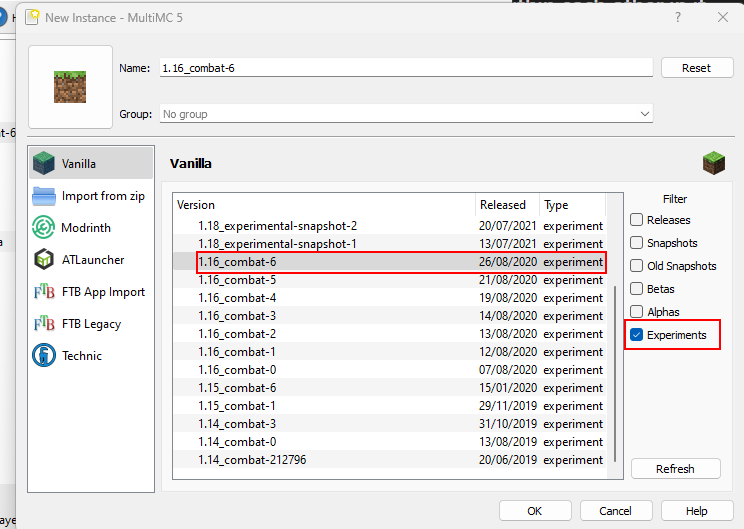 New Instance - MultiMC 5
Name: 1.16_combat-6 Reset
Group: No group
Vanilla
Import from zip
Modrinth
ATLauncher
FTB App Import
FTB Legacy
Technic
Vanilla
Version Released Type
1.18_experimental-snapshot-2 20/07/2021 experiment
1.18_experimental-snapshot-1 13/07/2021 experiment
1.16_combat-6 26/08/2020 experiment
1.16_combat-5 21/08/2020 experiment
1.16_combat-4 19/08/2020 experiment
1.16_combat-3 14/08/2020 experiment
1.16_combat-2 13/08/2020 experiment
1.16_combat-1 12/08/2020 experiment
1.16_combat-0 07/08/2020 experiment
1.15_combat-6 15/01/2020 experiment
1.15_combat-1 29/11/2019 experiment
1.14_combat-3 31/10/2019 experiment
1.14_combat-0 13/08/2019 experiment
1.14_combat-212796 20/06/2019 experiment
Filter
Releases
Snapshots
Old Snapshots
Betas
Alphas
Experiments
Refresh
OK Cancel Help